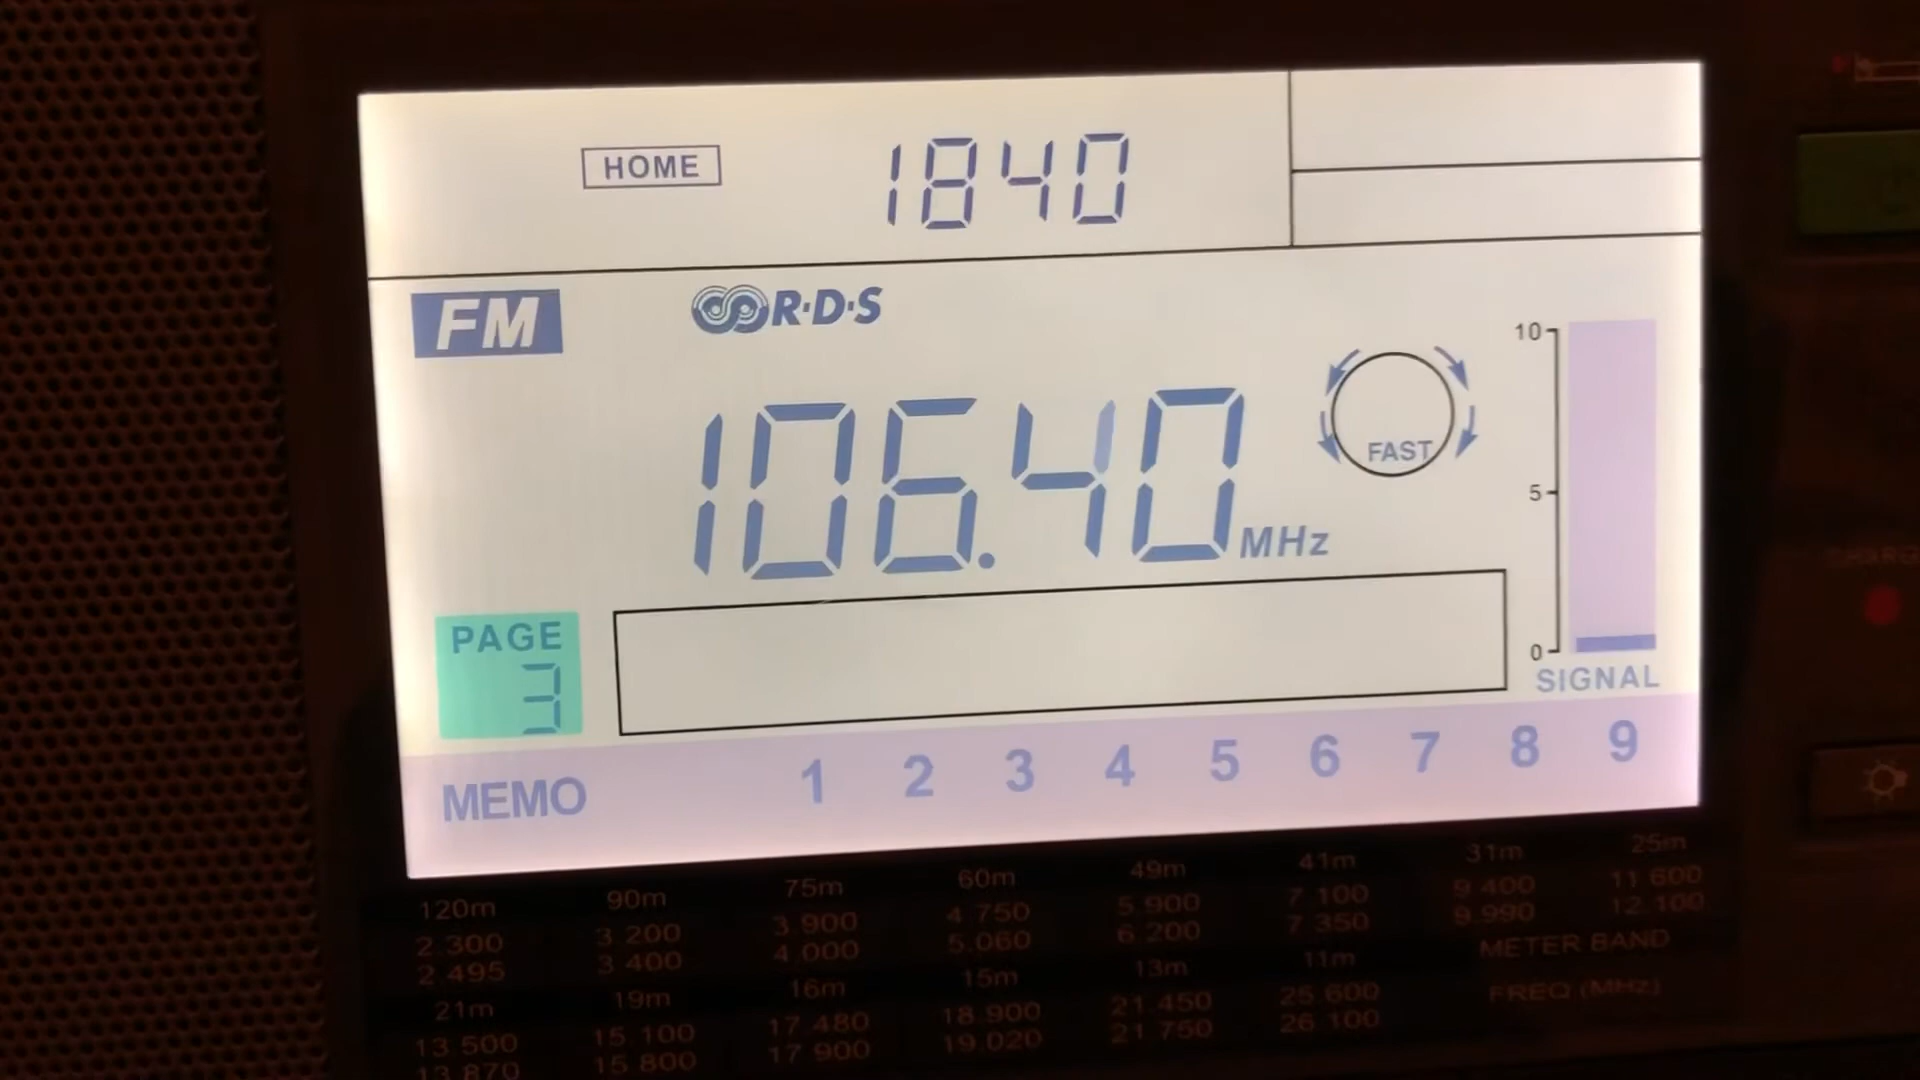 HOME 1840
FM R·D·S
106.40 MHz
FAST
10
5
0
SIGNAL
PAGE
3
MEMO 1 2 3 4 5 6 7 8 9
120m 90m 75m 60m 49m 41m 31m 25m
2.300 3.200 3.900 4.750 5.900 7.100 9.400 11.600
2.495 3.400 4.000 5.060 6.200 7.350 9.990 12.100
METER BAND
21m 19m 16m 15m 13m 11m
FREQ (MHz)
13.500 15.100 17.480 18.900 21.450 25.600
13.870 15.800 17.900 19.020 21.750 26.100